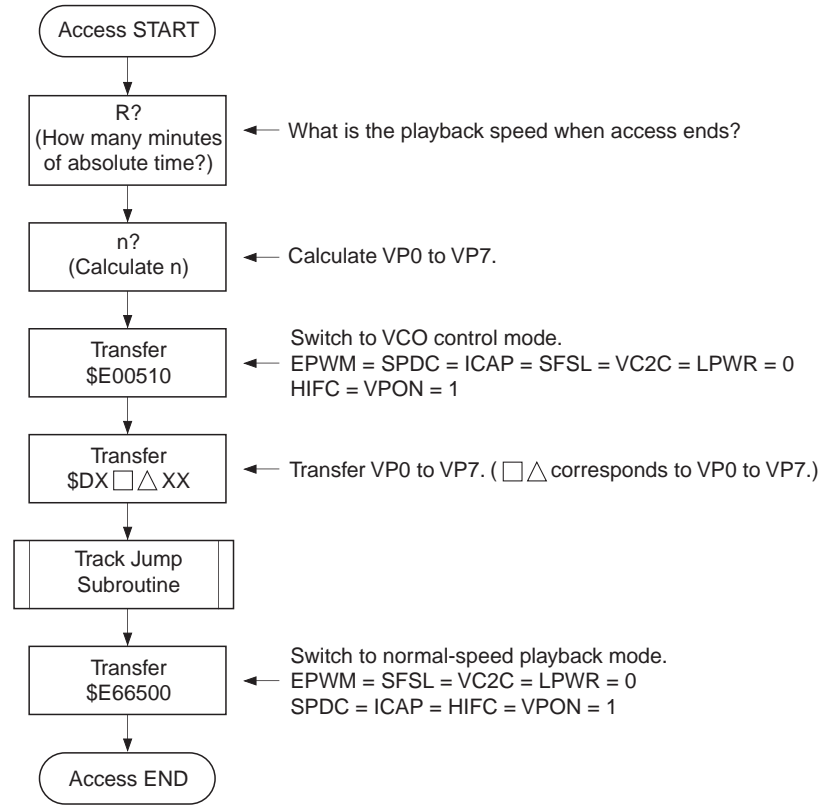 Access START
R?
(How many minutes
of absolute time?)
What is the playback speed when access ends?
n?
(Calculate n)
Calculate VP0 to VP7.
Transfer
$E00510
Switch to VCO control mode.
EPWM = SPDC = ICAP = SFSL = VC2C = LPWR = 0
HIFC = VPON = 1
Transfer
$DX □ △ XX
Transfer VP0 to VP7. ( □ △ corresponds to VP0 to VP7.)
Track Jump
Subroutine
Transfer
$E66500
Switch to normal-speed playback mode.
EPWM = SFSL = VC2C = LPWR = 0
SPDC = ICAP = HIFC = VPON = 1
Access END